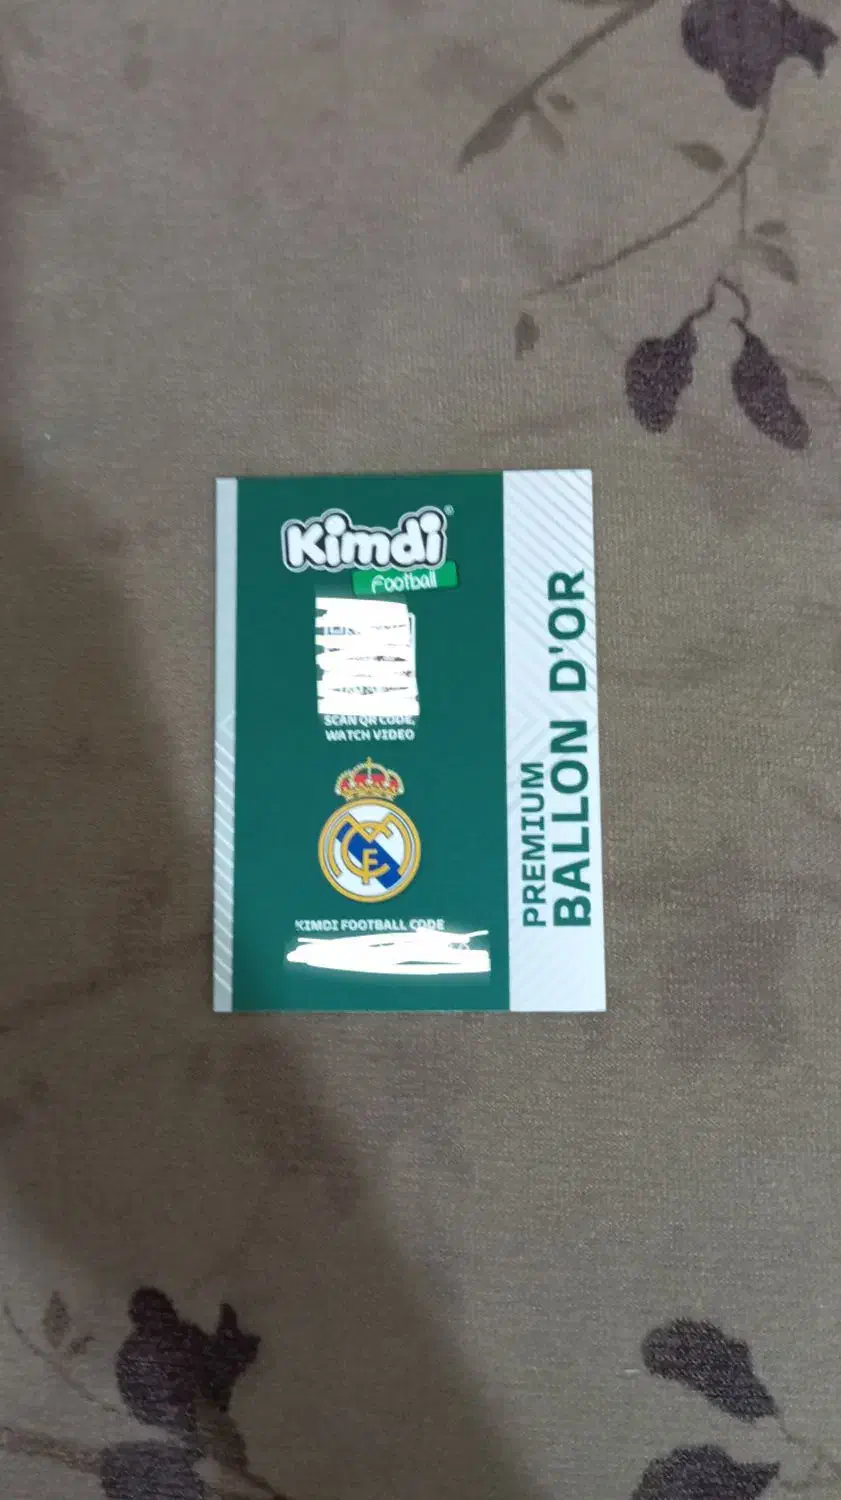 Kimdi®
Football
SCAN QR CODE,
WATCH VIDEO
KIMDI FOOTBALL CODE
PREMIUM
BALLON D'OR